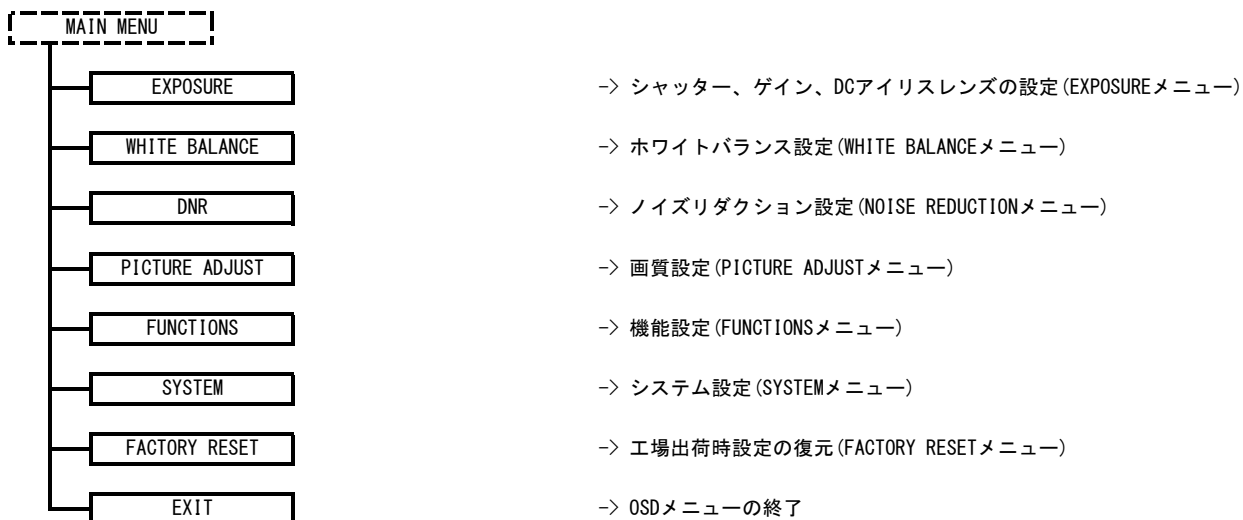 MAIN MENU
EXPOSURE -> シャッター、ゲイン、DCアイリスレンズの設定(EXPOSUREメニュー)
WHITE BALANCE -> ホワイトバランス設定(WHITE BALANCEメニュー)
DNR -> ノイズリダクション設定(NOISE REDUCTIONメニュー)
PICTURE ADJUST -> 画質設定(PICTURE ADJUSTメニュー)
FUNCTIONS -> 機能設定(FUNCTIONSメニュー)
SYSTEM -> システム設定(SYSTEMメニュー)
FACTORY RESET -> 工場出荷時設定の復元(FACTORY RESETメニュー)
EXIT -> OSDメニューの終了